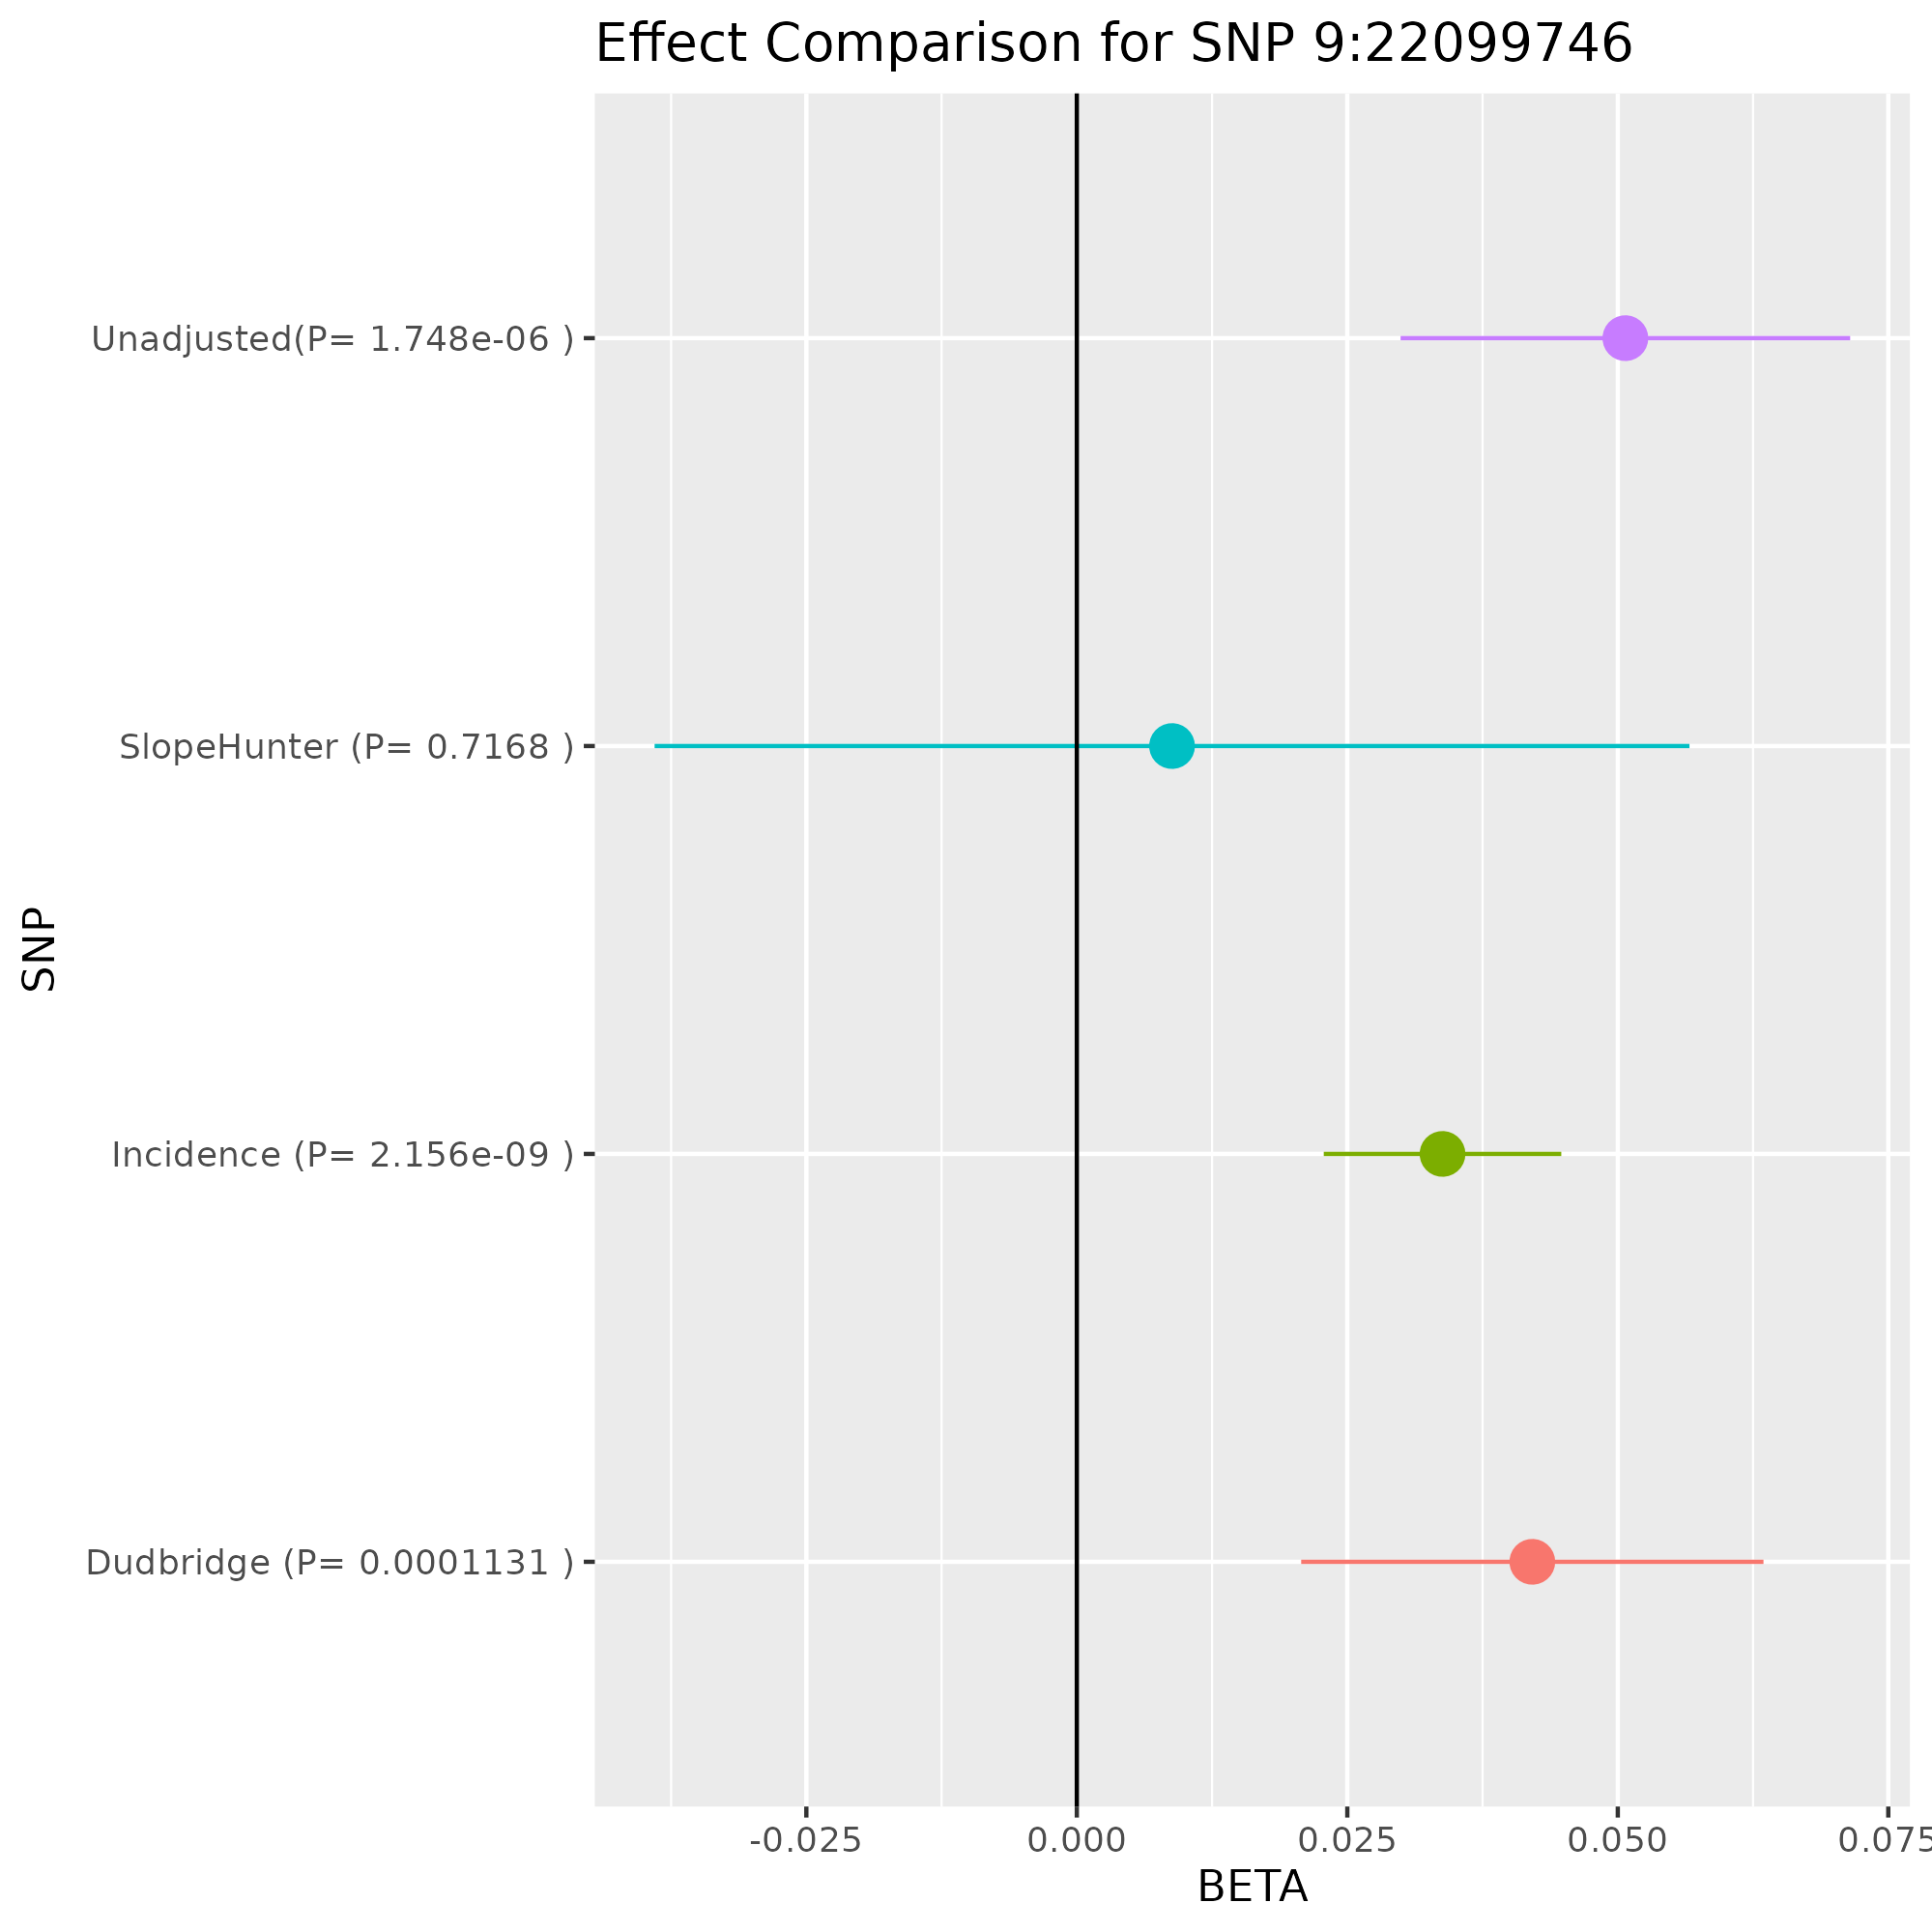 Effect Comparison for SNP 9:22099746
Unadjusted(P= 1.748e-06 )
SlopeHunter (P= 0.7168 )
SNP
Incidence (P= 2.156e-09 )
Dudbridge (P= 0.0001131 )
-0.025 0.000 0.025 0.050 0.075
BETA